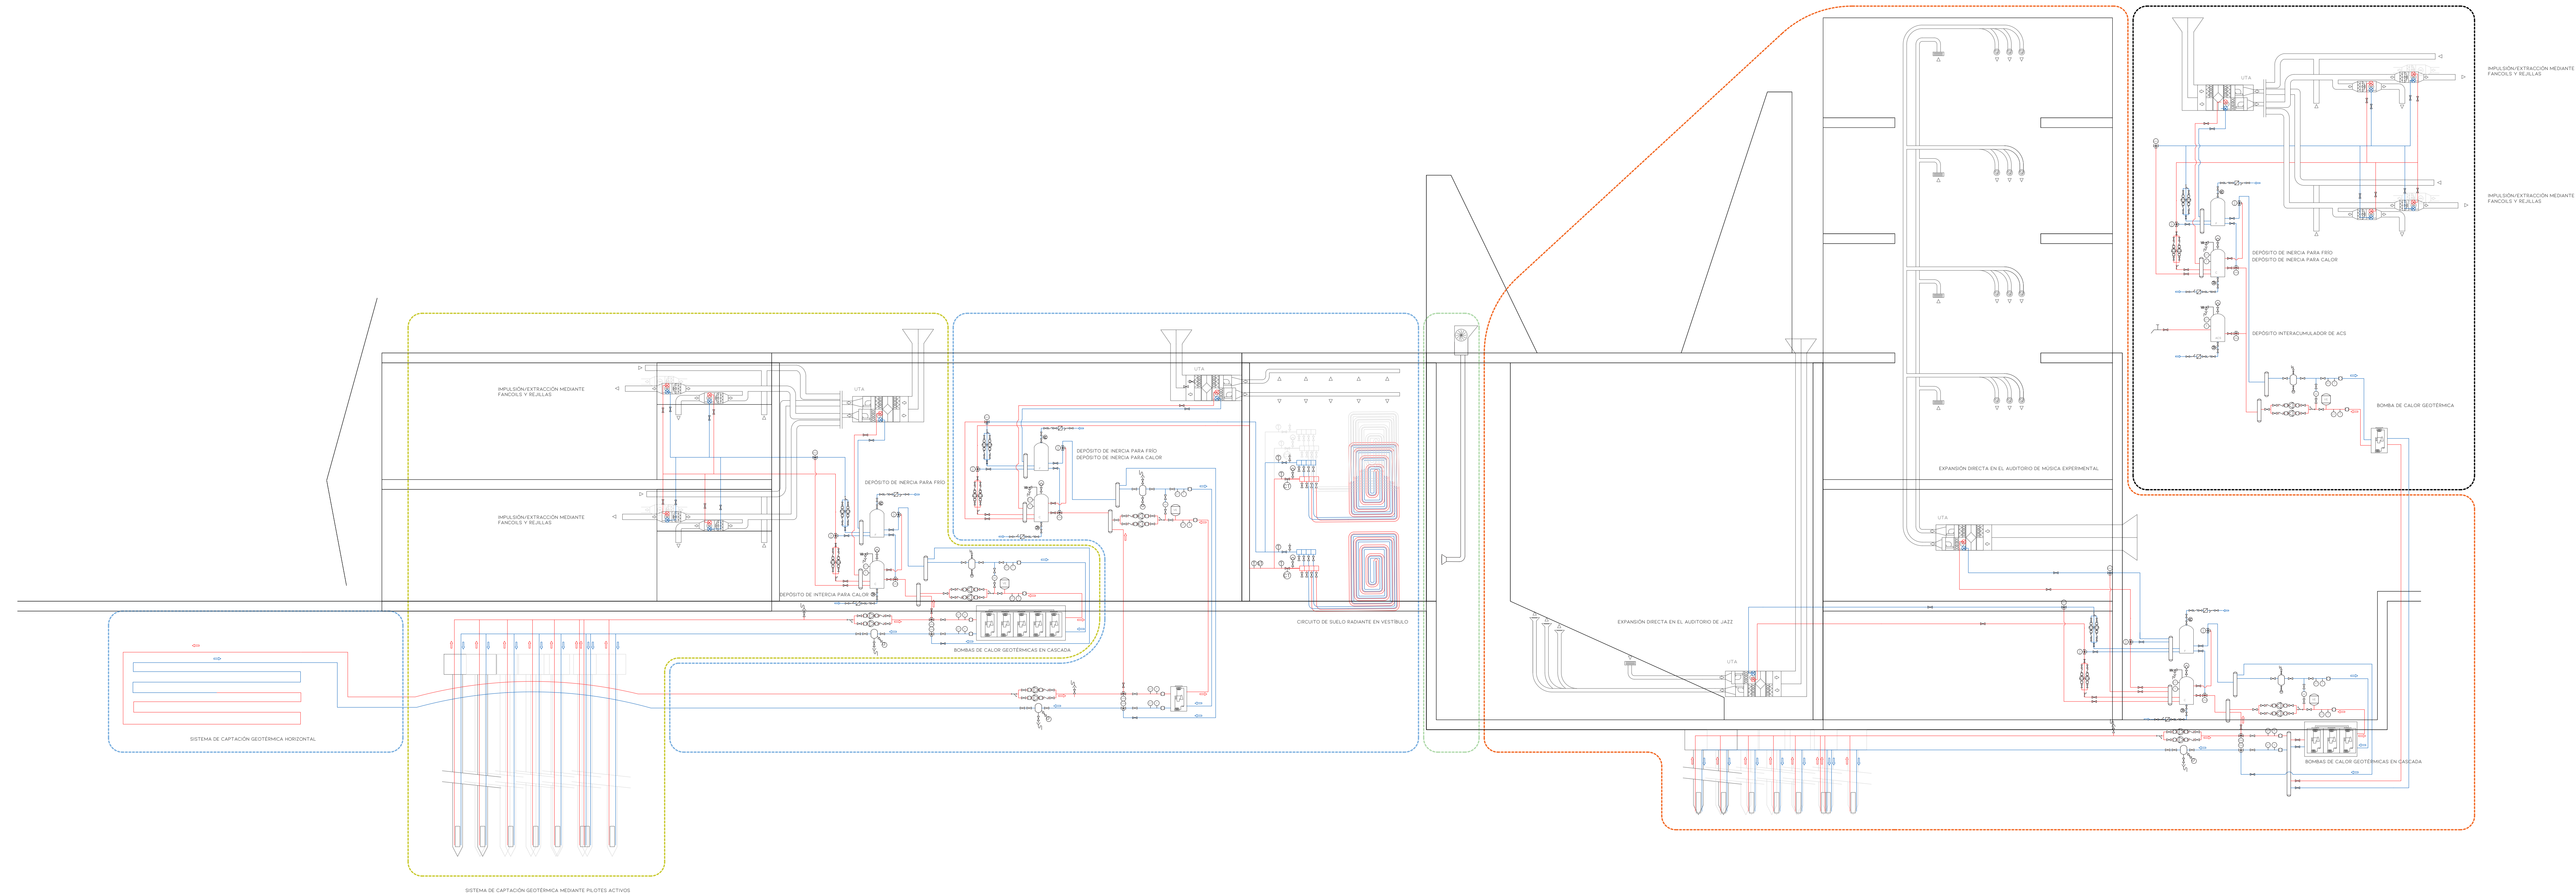 UTA
IMPULSIÓN/EXTRACCIÓN MEDIANTE
FANCOILS Y REJILLAS
IMPULSIÓN/EXTRACCIÓN MEDIANTE
FANCOILS Y REJILLAS
DEPÓSITO DE INERCIA PARA FRÍO
DEPÓSITO DE INERCIA PARA CALOR
DEPÓSITO INTERACUMULADOR DE ACS
BOMBA DE CALOR GEOTÉRMICA
UTA
UTA
IMPULSIÓN/EXTRACCIÓN MEDIANTE
FANCOILS Y REJILLAS
DEPÓSITO DE INERCIA PARA FRÍO
DEPÓSITO DE INERCIA PARA CALOR
EXPANSIÓN DIRECTA EN EL AUDITORIO DE MÚSICA EXPERIMENTAL
DEPÓSITO DE INERCIA PARA FRÍO
IMPULSIÓN/EXTRACCIÓN MEDIANTE
FANCOILS Y REJILLAS
UTA
DEPÓSITO DE INTERCIA PARA CALOR
CIRCUITO DE SUELO RADIANTE EN VESTÍBULO
EXPANSIÓN DIRECTA EN EL AUDITORIO DE JAZZ
BOMBAS DE CALOR GEOTÉRMICAS EN CASCADA
UTA
SISTEMA DE CAPTACIÓN GEOTÉRMICA HORIZONTAL
BOMBAS DE CALOR GEOTÉRMICAS EN CASCADA
SISTEMA DE CAPTACIÓN GEOTÉRMICA MEDIANTE PILOTES ACTIVOS